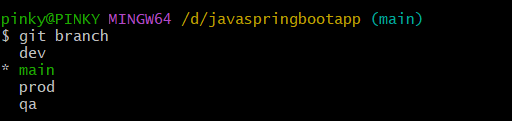 pinky@PINKY MINGW64 /d/javaspringbootapp (main)
$ git branch
  dev
* main
  prod
  qa